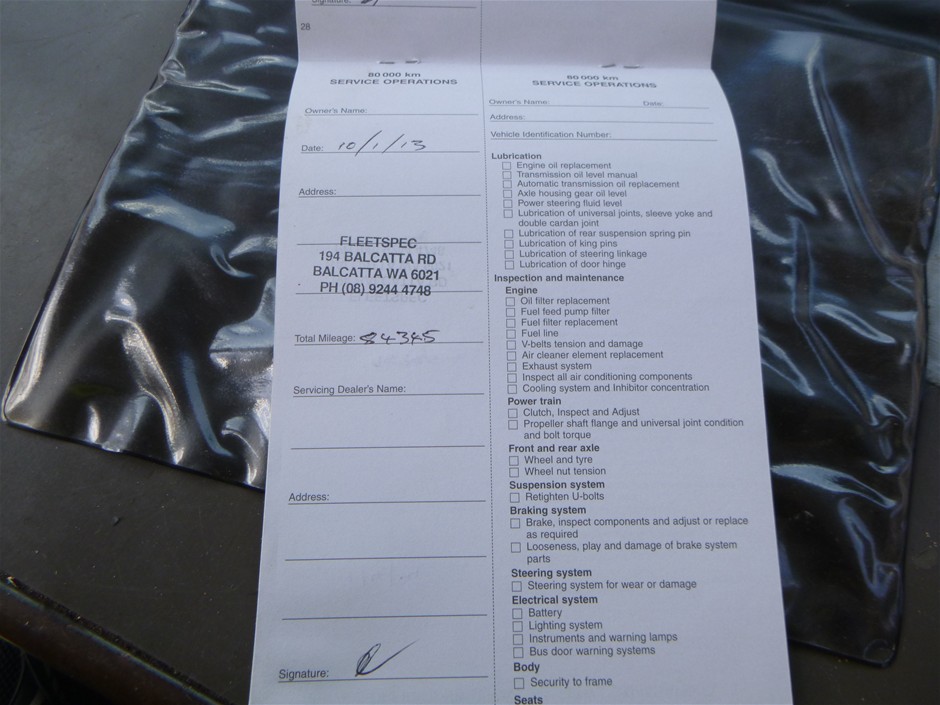 Signature:
28
80 000 km
SERVICE OPERATIONS
Owner's Name:
Date: 10/1/13
Address:
FLEETSPEC
194 BALCATTA RD
BALCATTA WA 6021
PH (08) 9244 4748
Total Mileage: 84345
Servicing Dealer's Name:
Address:
Signature:
80 000 km
SERVICE OPERATIONS
Owner's Name: Date:
Address:
Vehicle Identification Number:
Lubrication
Engine oil replacement
Transmission oil level manual
Automatic transmission oil replacement
Axle housing gear oil level
Power steering fluid level
Lubrication of universal joints, sleeve yoke and
double cardan joint
Lubrication of rear suspension spring pin
Lubrication of king pins
Lubrication of steering linkage
Lubrication of door hinge
Inspection and maintenance
Engine
Oil filter replacement
Fuel feed pump filter
Fuel filter replacement
Fuel line
V-belts tension and damage
Air cleaner element replacement
Exhaust system
Inspect all air conditioning components
Cooling system and Inhibitor concentration
Power train
Clutch, Inspect and Adjust
Propeller shaft flange and universal joint condition
and bolt torque
Front and rear axle
Wheel and tyre
Wheel nut tension
Suspension system
Retighten U-bolts
Braking system
Brake, inspect components and adjust or replace
as required
Looseness, play and damage of brake system
parts
Steering system
Steering system for wear or damage
Electrical system
Battery
Lighting system
Instruments and warning lamps
Bus door warning systems
Body
Security to frame
Seats